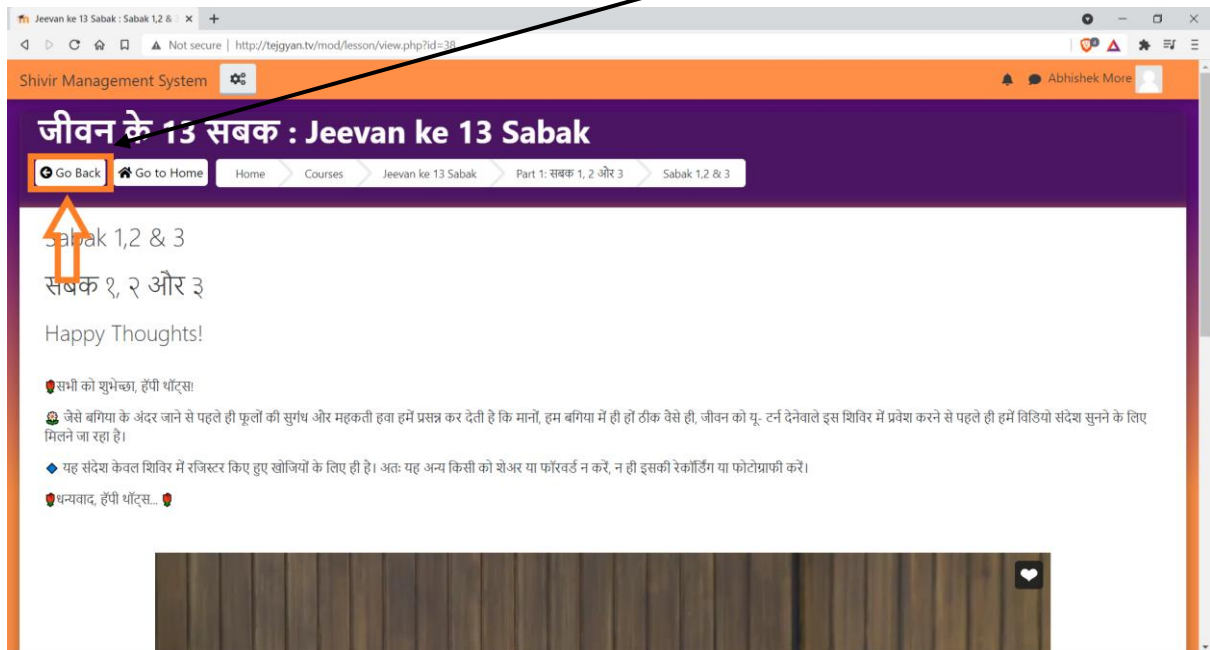 Jeevan ke 13 Sabak : Sabak 1,2 &
Not secure | http://tejgyan.tv/mod/lesson/view.php?id=38
Shivir Management System
Abhishek More
जीवन के 13 सबक : Jeevan ke 13 Sabak
Go Back Go to Home Home Courses Jeevan ke 13 Sabak Part 1: सबक 1, 2 और 3 Sabak 1,2 & 3
Sabak 1,2 & 3
सबक १, २ और ३
Happy Thoughts!
🌹सभी को शुभेच्छा, हॅपी थॉट्स!
जैसे बगिया के अंदर जाने से पहले ही फूलों की सुगंध और महकती हवा हमें प्रसन्न कर देती है कि मानों, हम बगिया में ही हों ठीक वैसे ही, जीवन को यू- टर्न देनेवाले इस शिविर में प्रवेश करने से पहले ही हमें विडियो संदेश सुनने के लिए
मिलने जा रहा है।
🔹 यह संदेश केवल शिविर में रजिस्टर किए हुए खोजियों के लिए ही है। अतः यह अन्य किसी को शेअर या फॉरवर्ड न करें, न ही इसकी रेकॉर्डिंग या फोटोग्राफी करें।
🌹धन्यवाद, हॅपी थॉट्स... 🌹